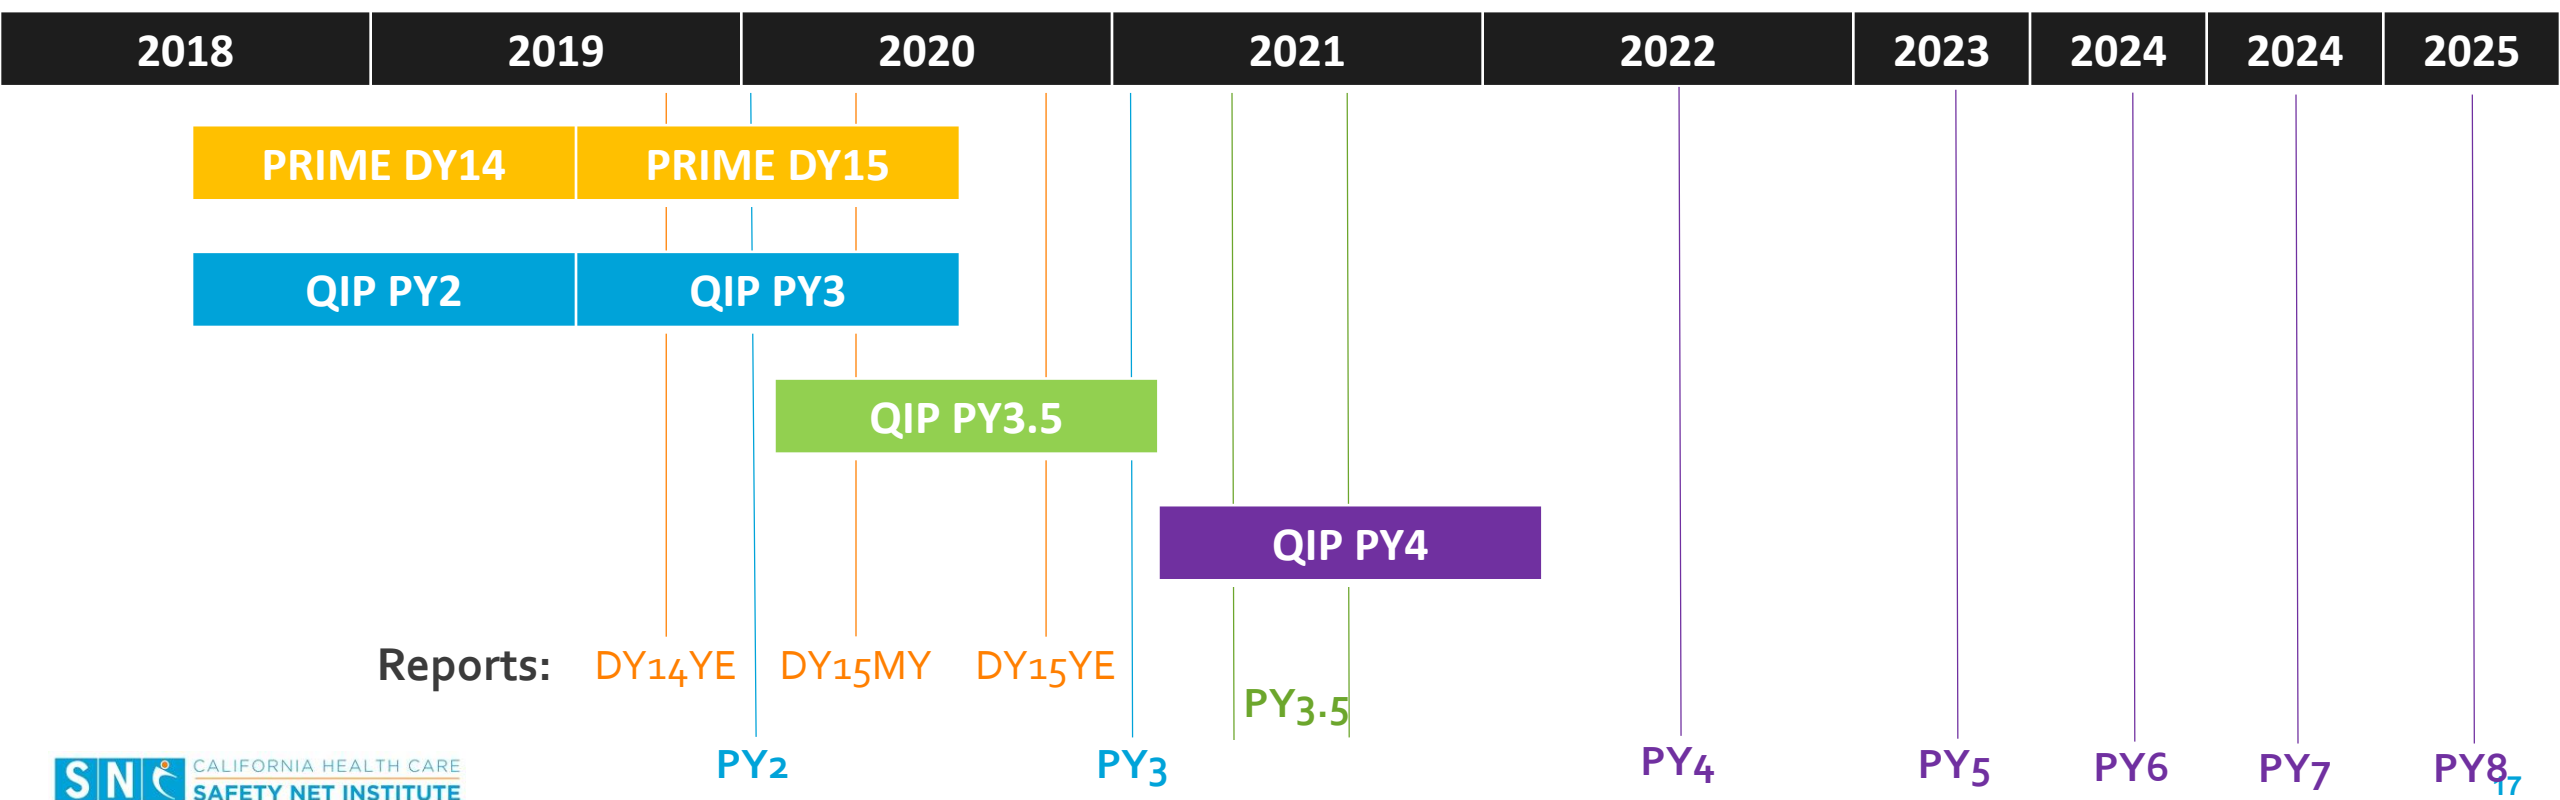 2018 2019 2020 2021 2022 2023 2024 2024 2025
PRIME DY14 PRIME DY15
QIP PY2 QIP PY3
QIP PY3.5
QIP PY4
Reports: DY14YE DY15MY DY15YE
PY3.5
PY2 PY3 PY4 PY5 PY6 PY7 PY8
SN CALIFORNIA HEALTH CARE
SAFETY NET INSTITUTE
17